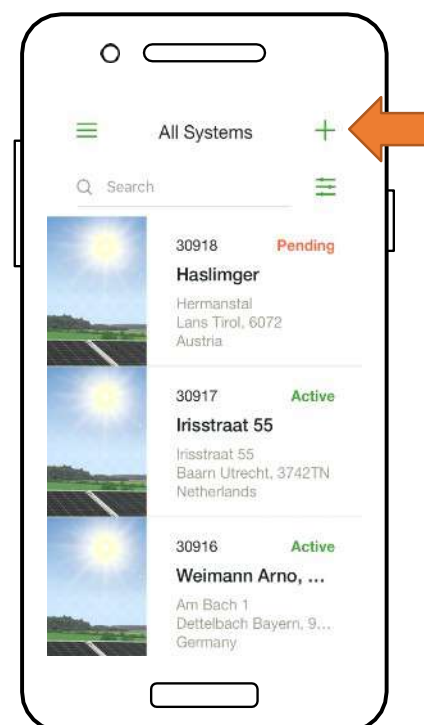 All Systems
Search
30918 Pending
Haslimger
Hermanstal
Lans Tirol, 6072
Austria
30917 Active
Irisstraat 55
Irisstraat 55
Baarn Utrecht, 3742TN
Netherlands
30916 Active
Weimann Arno, ...
Am Bach 1
Dettelbach Bayern, 9...
Germany